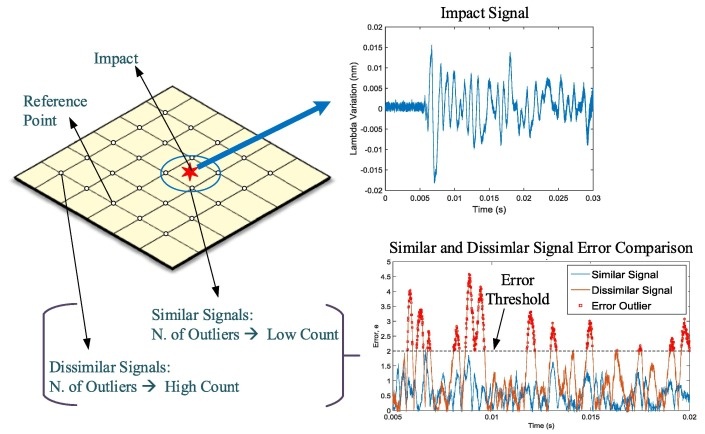 Impact
Reference
Point
Similar Signals:
N. of Outliers → Low Count
Dissimilar Signals:
N. of Outliers → High Count
Impact Signal
Lambda Variation (nm)
0.02
0.015
0.01
0.005
0
-0.005
-0.01
-0.015
-0.02
0 0.005 0.01 0.015 0.02 0.025 0.03
Time (s)
Similar and Dissimlar Signal Error Comparison
Error
Threshold
Similar Signal
Dissimilar Signal
Error Outlier
Error, e
5
4.5
4
3.5
3
2.5
2
1.5
1
0.5
0
0.005 0.01 0.015 0.02
Time (s)